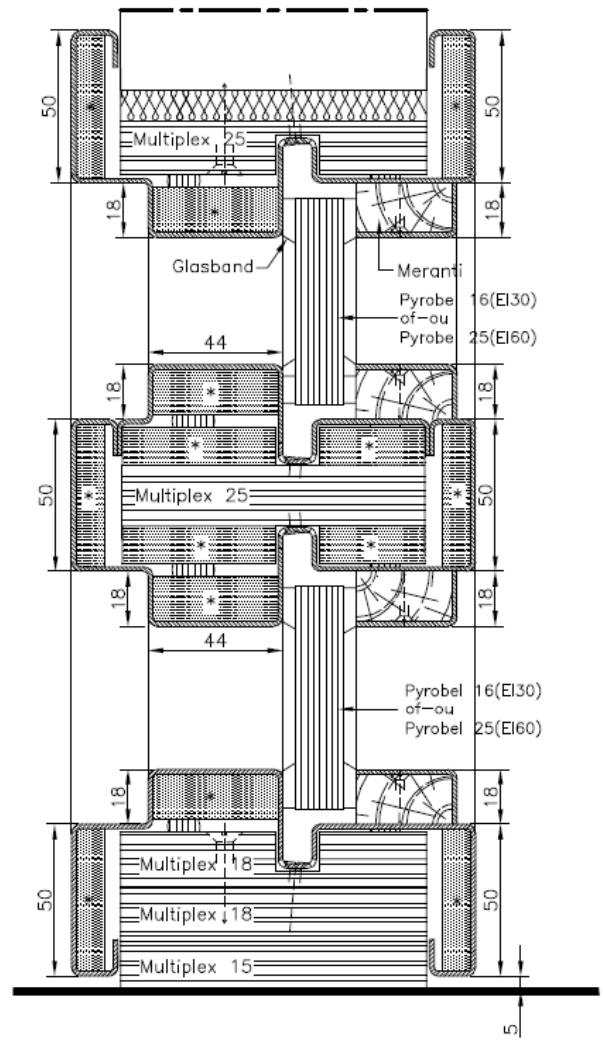 50
50
Multiplex 25
18
18
Glasband
Meranti
Pyrobe 16(EI30)
of-ou
Pyrobe 25(EI60)
44
18
18
50
Multiplex 25
50
18
18
44
Pyrobel 16(EI30)
of-ou
Pyrobel 25(EI60)
18
18
Multiplex 18
50
50
Multiplex 18
Multiplex 15
5